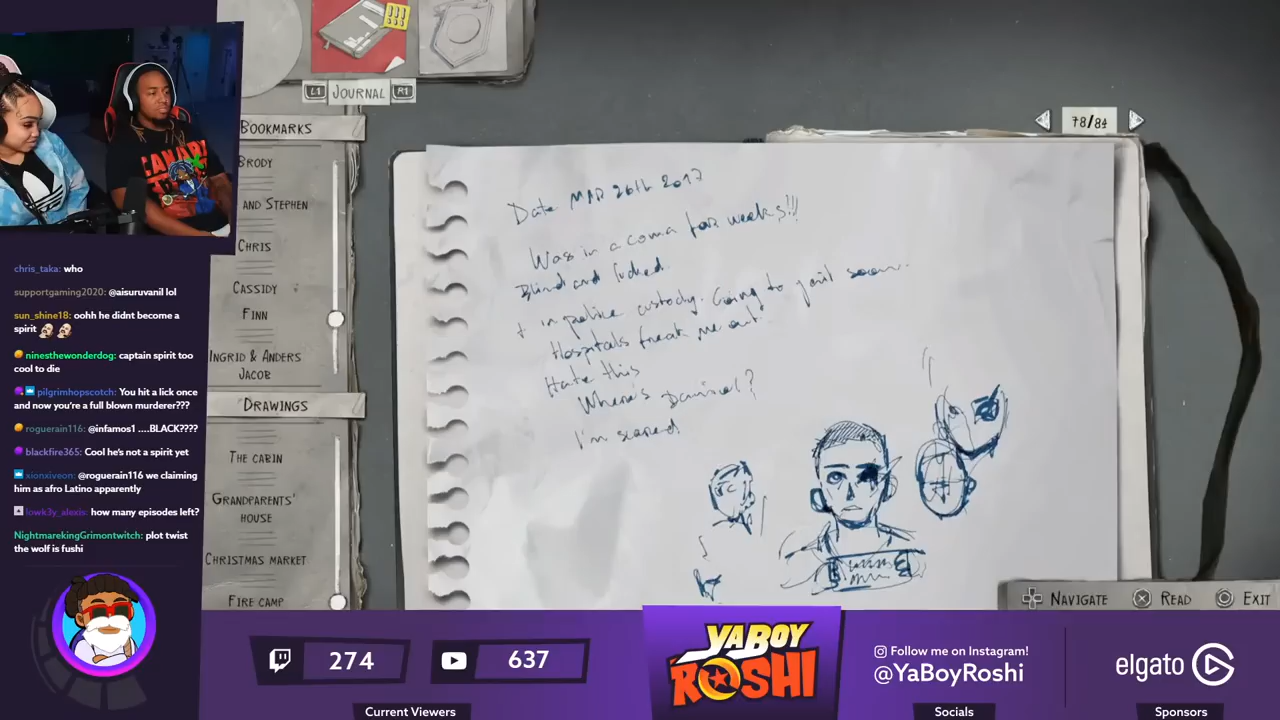 L1 JOURNAL R1
BOOKMARKS
BRODY
AND STEPHEN
CHRIS
CASSIDY
FINN
INGRID & ANDERS
JACOB
DRAWINGS
THE CABIN
GRANDPARENTS'
HOUSE
CHRISTMAS MARKET
FIRE CAMP
78/84
Date MAR 26th 2017
Was in a coma for weeks!!!
Blind and fucked.
+ in police custody. Going to jail soon.
Hospitals freak me out.
Hate this
Where's Daniel?
I'm scared
NAVIGATE READ EXIT
chris_taka: who
supportgaming2020: @aisuruvanil lol
sun_shine18: oohh he didnt become a
spirit
ninesthewonderdog: captain spirit too
cool to die
pilgrimhopscotch: You hit a lick once
and now you're a full blown murderer???
roguerain116: @infamos1 ....BLACK????
blackfire365: Cool he's not a spirit yet
xionxiveon: @roguerain116 we claiming
him as afro Latino apparently
lowk3y_alexis: how many episodes left?
NightmarekingGrimontwitch: plot twist
the wolf is fushi
274
637
Current Viewers
YABOY
ROSHI
Follow me on Instagram!
@YaBoyRoshi
Socials
elgato
Sponsors